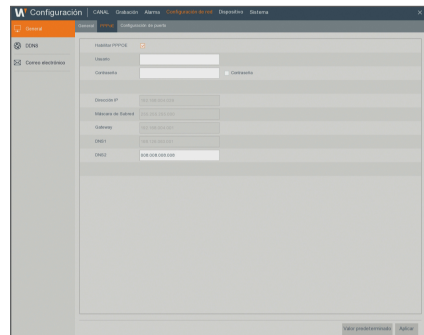 Configuración
CANAL Grabación Alarma Configuración de red Dispositivo Sistema
General
DDNS
Correo electrónico
General PPPoE Configuración de puerto
Habilitar PPPOE
Usuario
Contraseña Contraseña
Dirección IP
Máscara de Subred
Gateway
DNS1
DNS2 008.008.008.008
Valor predeterminado Aplicar